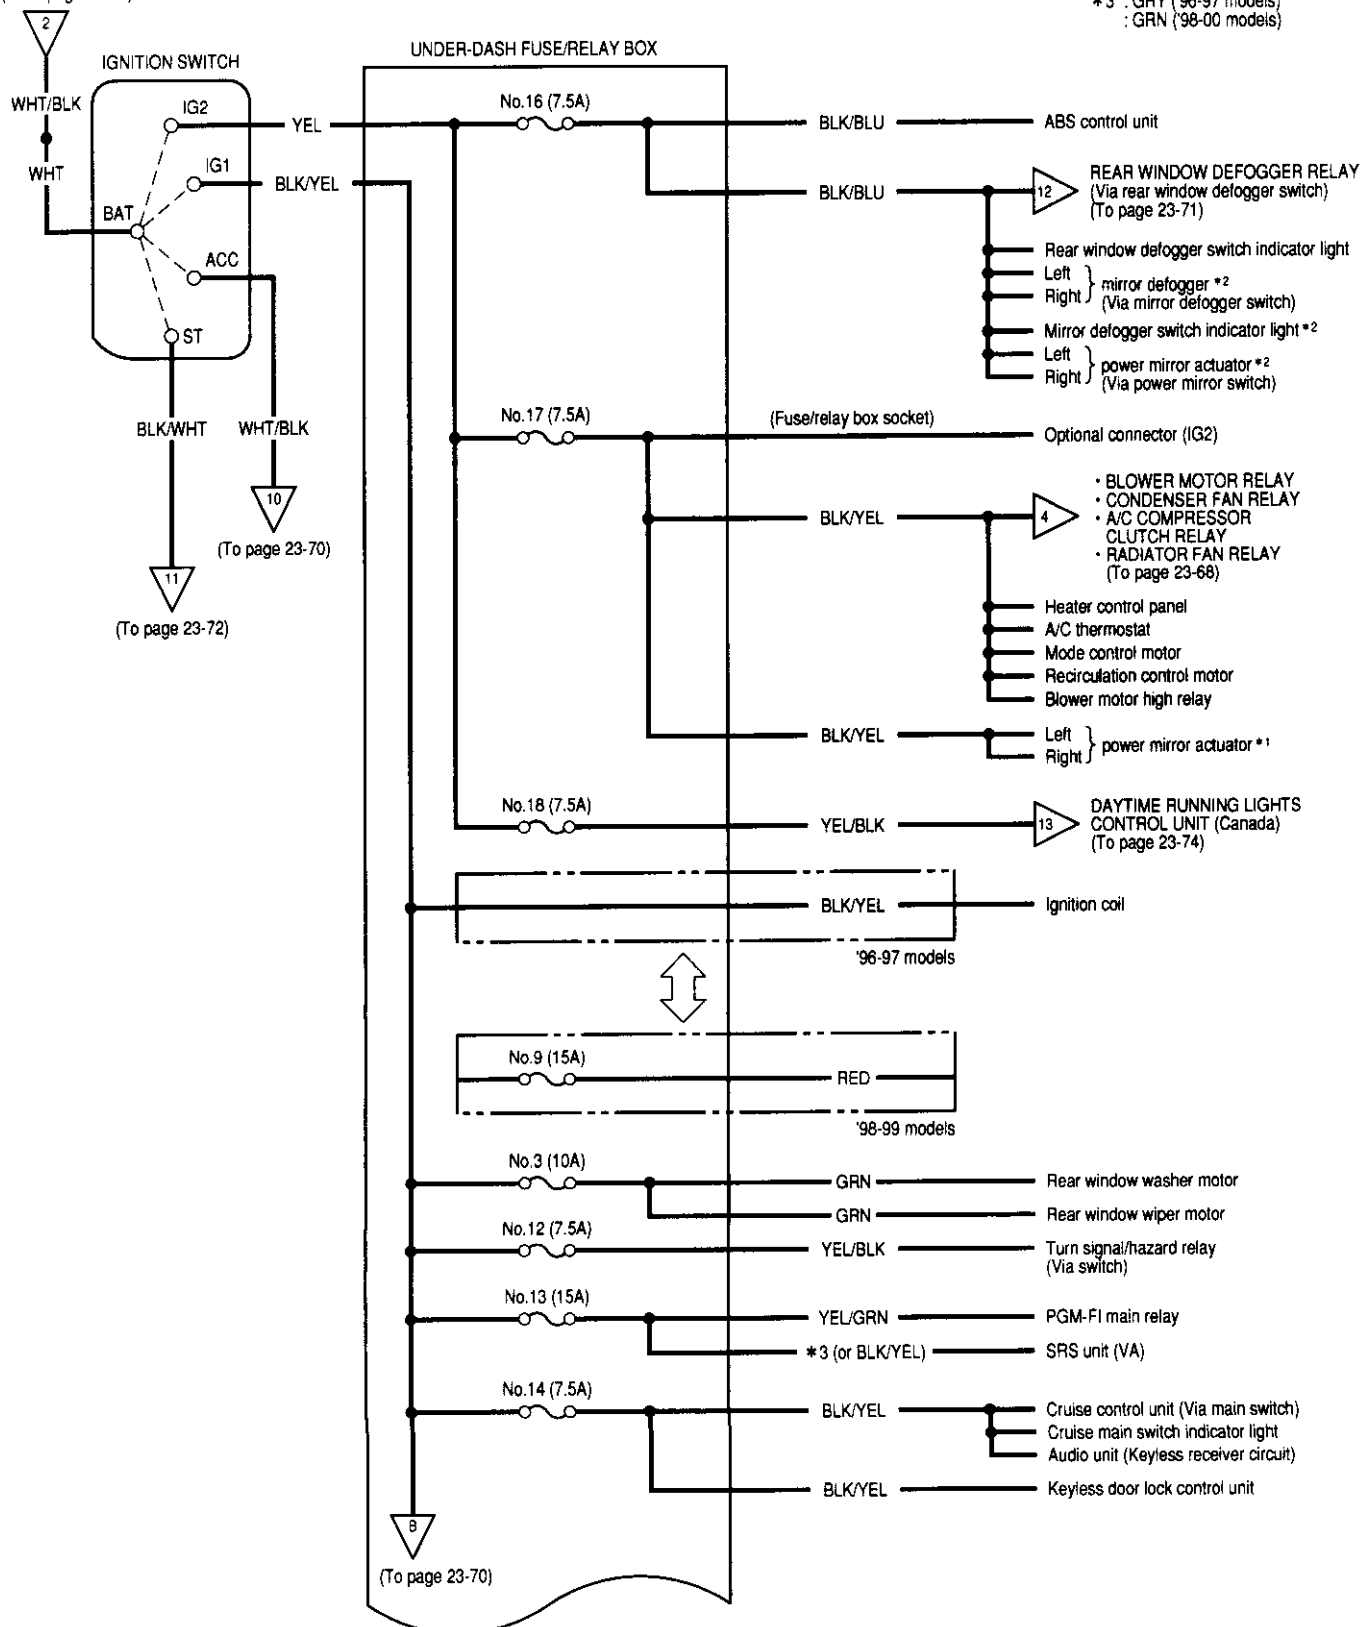 *3 : GRY ('96-97 models)
: GRN ('98-00 models)
2
UNDER-DASH FUSE/RELAY BOX
IGNITION SWITCH
WHT/BLK
WHT
IG2
YEL
IG1
BLK/YEL
BAT
ACC
ST
BLK/WHT
WHT/BLK
10
(To page 23-70)
11
(To page 23-72)
No.16 (7.5A)
BLK/BLU
ABS control unit
BLK/BLU
12
REAR WINDOW DEFOGGER RELAY
(Via rear window defogger switch)
(To page 23-71)
Rear window defogger switch indicator light
Left
Right
mirror defogger *2
(Via mirror defogger switch)
Mirror defogger switch indicator light *2
Left
Right
power mirror actuator *2
(Via power mirror switch)
No.17 (7.5A)
(Fuse/relay box socket)
Optional connector (IG2)
BLK/YEL
4
• BLOWER MOTOR RELAY
• CONDENSER FAN RELAY
• A/C COMPRESSOR
CLUTCH RELAY
• RADIATOR FAN RELAY
(To page 23-68)
Heater control panel
A/C thermostat
Mode control motor
Recirculation control motor
Blower motor high relay
BLK/YEL
Left
Right
power mirror actuator *1
No.18 (7.5A)
YEL/BLK
13
DAYTIME RUNNING LIGHTS
CONTROL UNIT (Canada)
(To page 23-74)
BLK/YEL
Ignition coil
'96-97 models
No.9 (15A)
RED
'98-99 models
No.3 (10A)
GRN
Rear window washer motor
GRN
Rear window wiper motor
No.12 (7.5A)
YEL/BLK
Turn signal/hazard relay
(Via switch)
No.13 (15A)
YEL/GRN
PGM-FI main relay
*3 (or BLK/YEL)
SRS unit (VA)
No.14 (7.5A)
BLK/YEL
Cruise control unit (Via main switch)
Cruise main switch indicator light
Audio unit (Keyless receiver circuit)
BLK/YEL
Keyless door lock control unit
B
(To page 23-70)